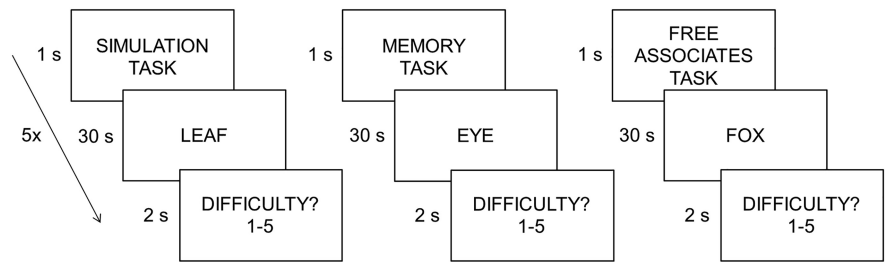 1 s
SIMULATION
TASK
5x
30 s
LEAF
2 s
DIFFICULTY?
1-5
1 s
MEMORY
TASK
30 s
EYE
2 s
DIFFICULTY?
1-5
1 s
FREE
ASSOCIATES
TASK
30 s
FOX
2 s
DIFFICULTY?
1-5